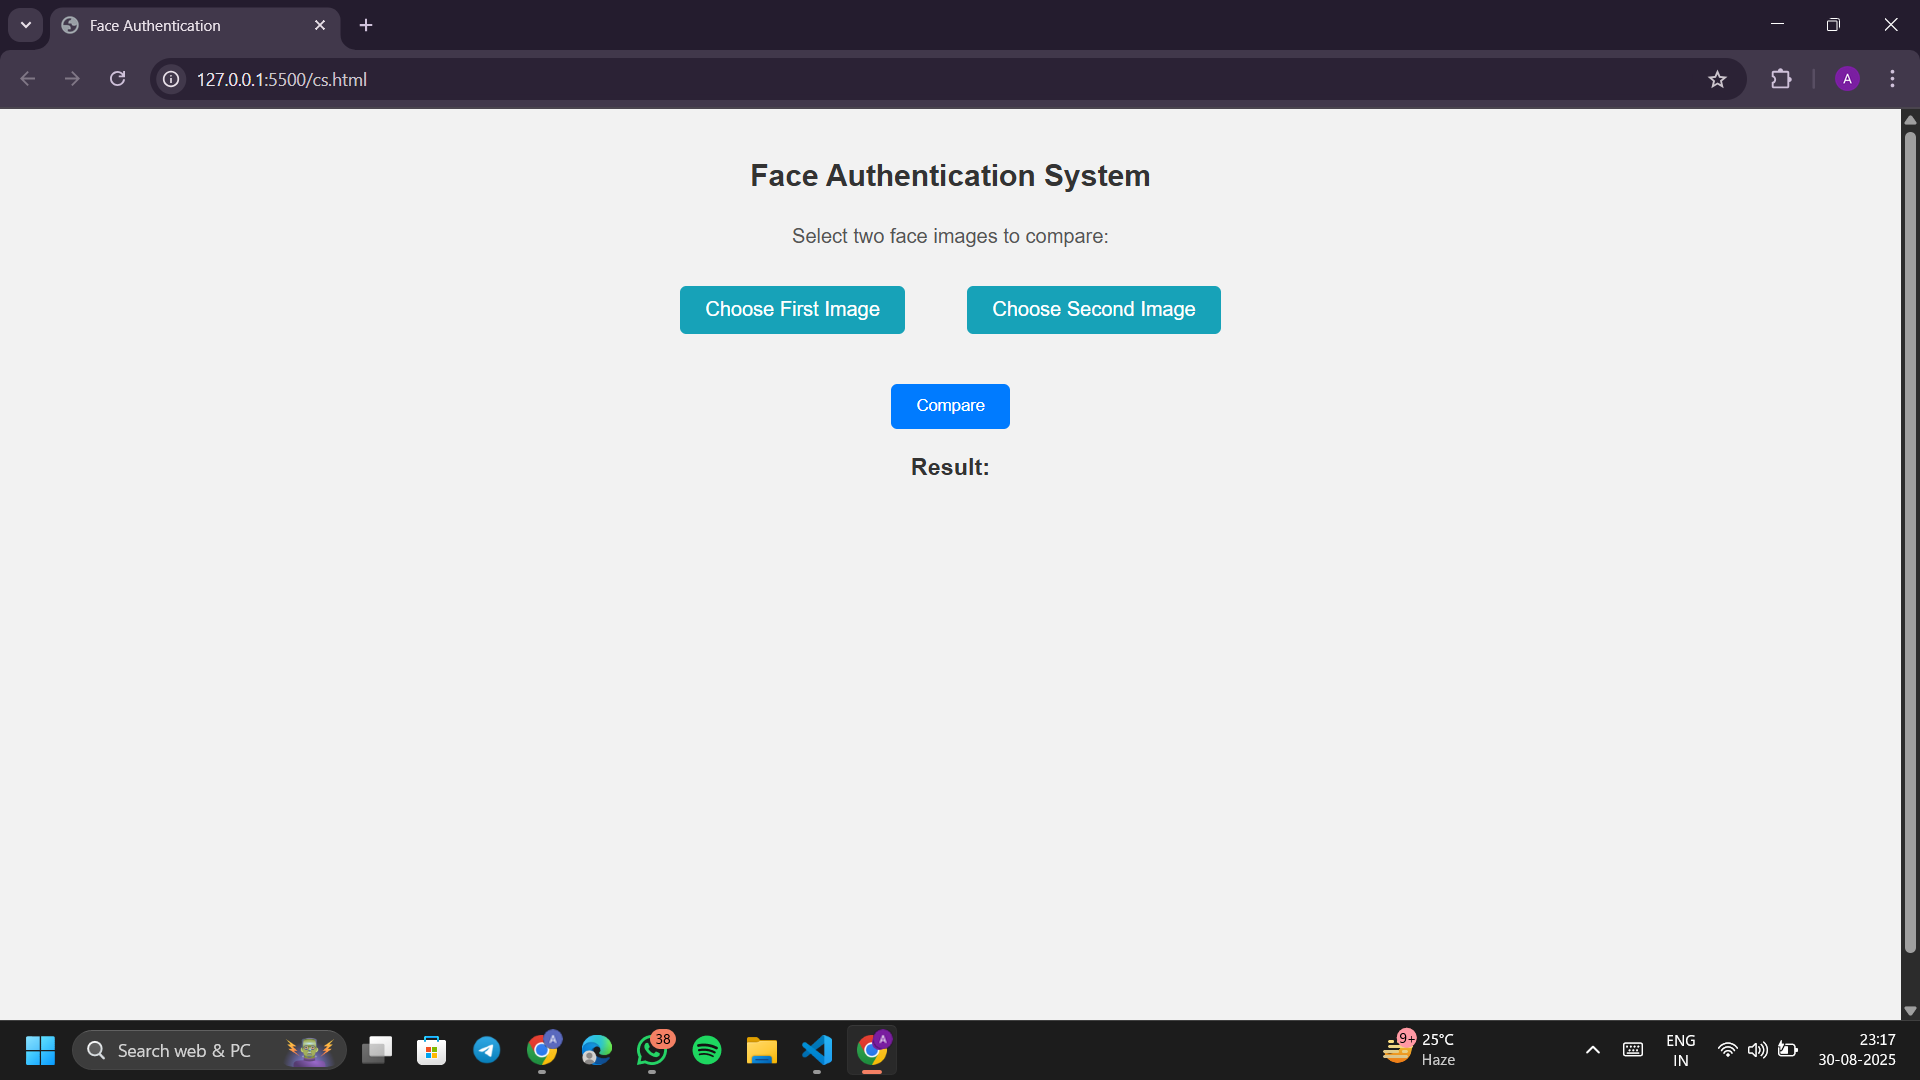 Face Authentication
127.0.0.1:5500/cs.html
A
Face Authentication System
Select two face images to compare:
Choose First Image
Choose Second Image
Compare
Result:
Search web & PC
A
38
A
9+
25°C
Haze
ENG
IN
23:17
30-08-2025